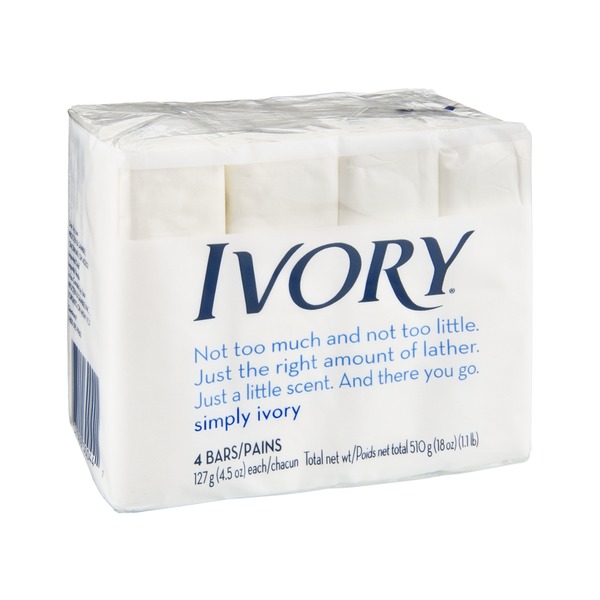 IVORY®
Not too much and not too little.
Just the right amount of lather.
Just a little scent. And there you go.
simply ivory
4 BARS/PAINS
127 g (4.5 oz) each/chacun Total net wt/Poids net total 510 g (18 oz) (1.1 lb)